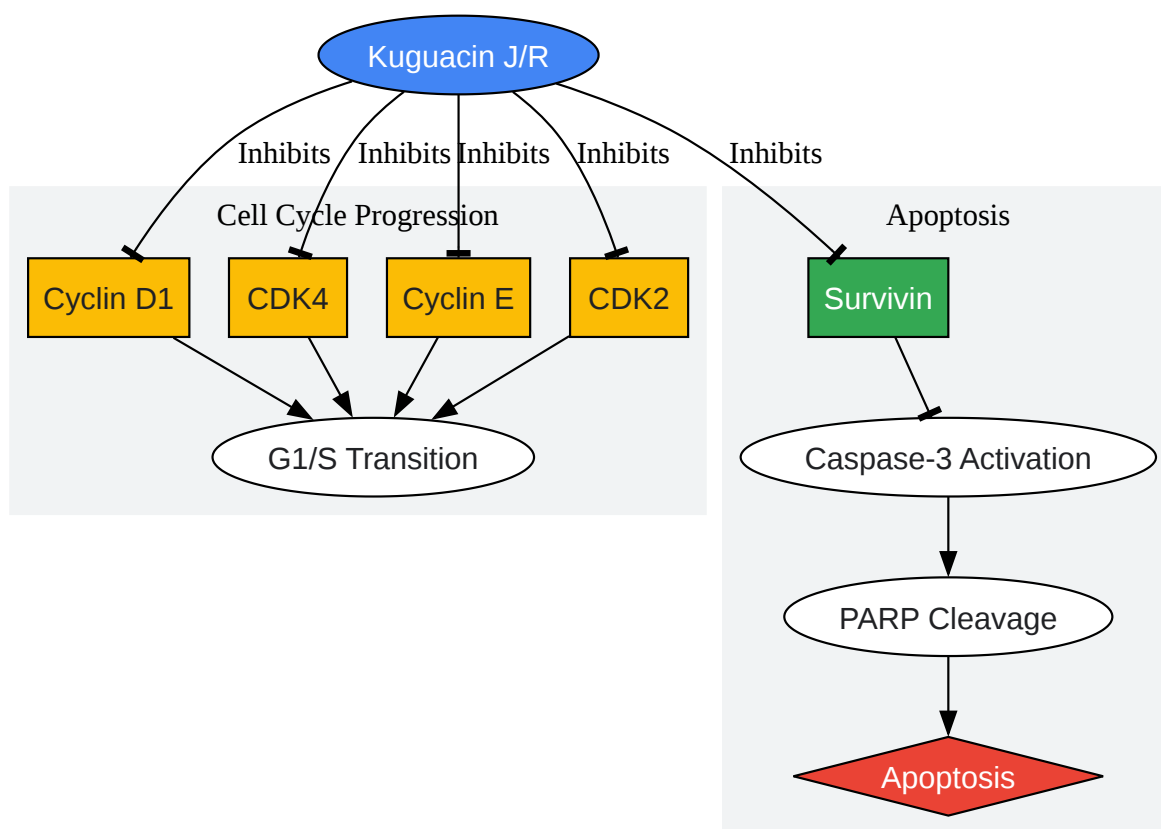 Kuguacin J/R
Inhibits Inhibits Inhibits Inhibits Inhibits
Cell Cycle Progression
Apoptosis
Cyclin D1
CDK4
Cyclin E
CDK2
Survivin
G1/S Transition
Caspase-3 Activation
PARP Cleavage
Apoptosis